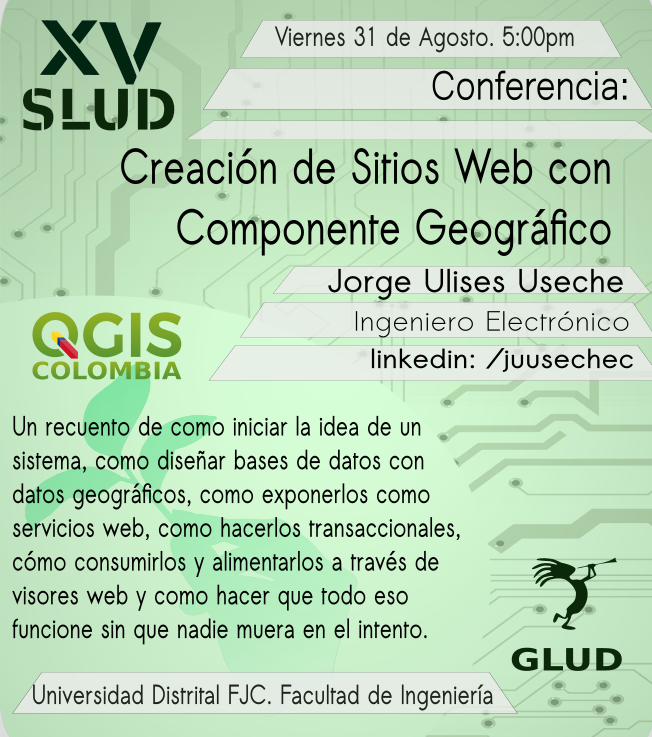 XV
SLUD
Viernes 31 de Agosto. 5:00pm
Conferencia:
Creación de Sitios Web con
Componente Geográfico
Jorge Ulises Useche
Ingeniero Electrónico
linkedin: /juusechec
QGIS
COLOMBIA
Un recuento de como iniciar la idea de un
sistema, como diseñar bases de datos con
datos geográficos, como exponerlos como
servicios web, como hacerlos transaccionales,
cómo consumirlos y alimentarlos a través de
visores web y como hacer que todo eso
funcione sin que nadie muera en el intento.
GLUD
Universidad Distrital FJC. Facultad de Ingeniería